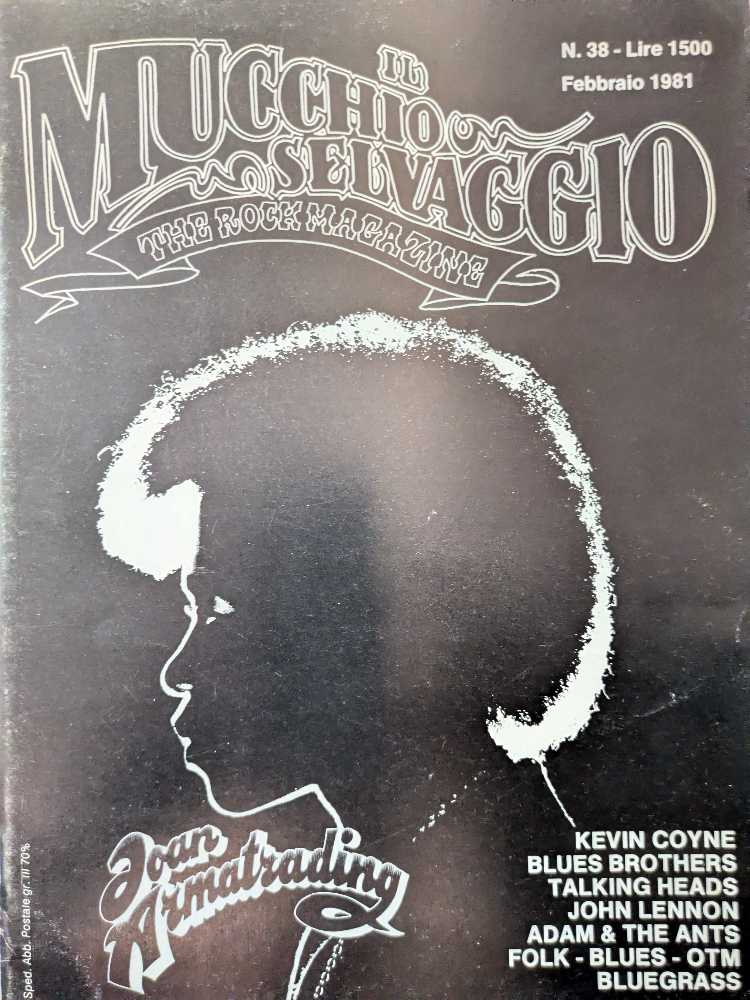 N. 38 - Lire 1500
Febbraio 1981
IL
MUCCHIO
SELVAGGIO
THE ROCK MAGAZINE
Joan
Armatrading
KEVIN COYNE
BLUES BROTHERS
TALKING HEADS
JOHN LENNON
ADAM & THE ANTS
FOLK - BLUES - OTM
BLUEGRASS
Sped. Abb. Postale gr. III 70%